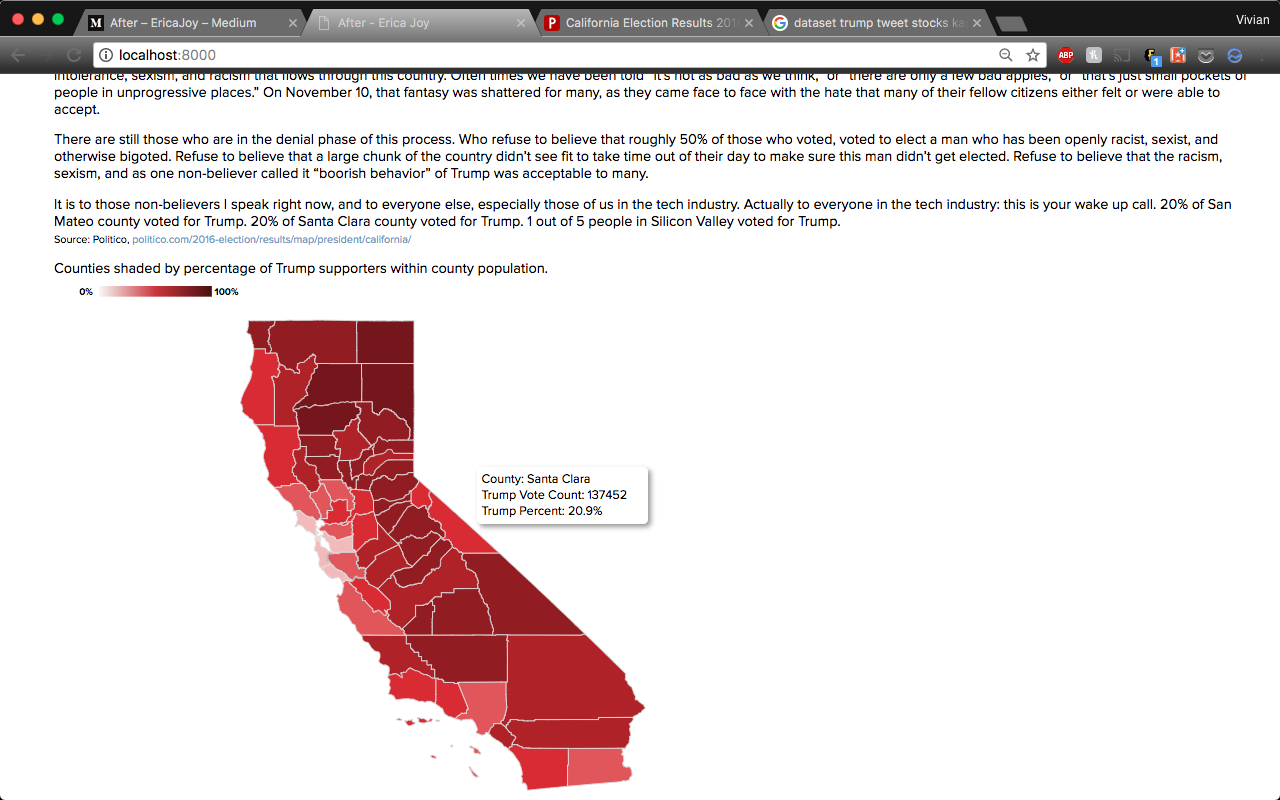 After – EricaJoy – Medium
After - Erica Joy
California Election Results 201
dataset trump tweet stocks ka
Vivian
localhost:8000
ABP
1
intolerance, sexism, and racism that flows through this country. Often times we have been told “it’s not as bad as we think,” or “there are only a few bad apples,” or “that’s just small pockets of
people in unprogressive places.” On November 10, that fantasy was shattered for many, as they came face to face with the hate that many of their fellow citizens either felt or were able to
accept.
There are still those who are in the denial phase of this process. Who refuse to believe that roughly 50% of those who voted, voted to elect a man who has been openly racist, sexist, and
otherwise bigoted. Refuse to believe that a large chunk of the country didn’t see fit to take time out of their day to make sure this man didn’t get elected. Refuse to believe that the racism,
sexism, and as one non-believer called it “boorish behavior” of Trump was acceptable to many.
It is to those non-believers I speak right now, and to everyone else, especially those of us in the tech industry. Actually to everyone in the tech industry: this is your wake up call. 20% of San
Mateo county voted for Trump. 20% of Santa Clara county voted for Trump. 1 out of 5 people in Silicon Valley voted for Trump.
Source: Politico, politico.com/2016-election/results/map/president/california/
Counties shaded by percentage of Trump supporters within county population.
0% 100%
County: Santa Clara
Trump Vote Count: 137452
Trump Percent: 20.9%